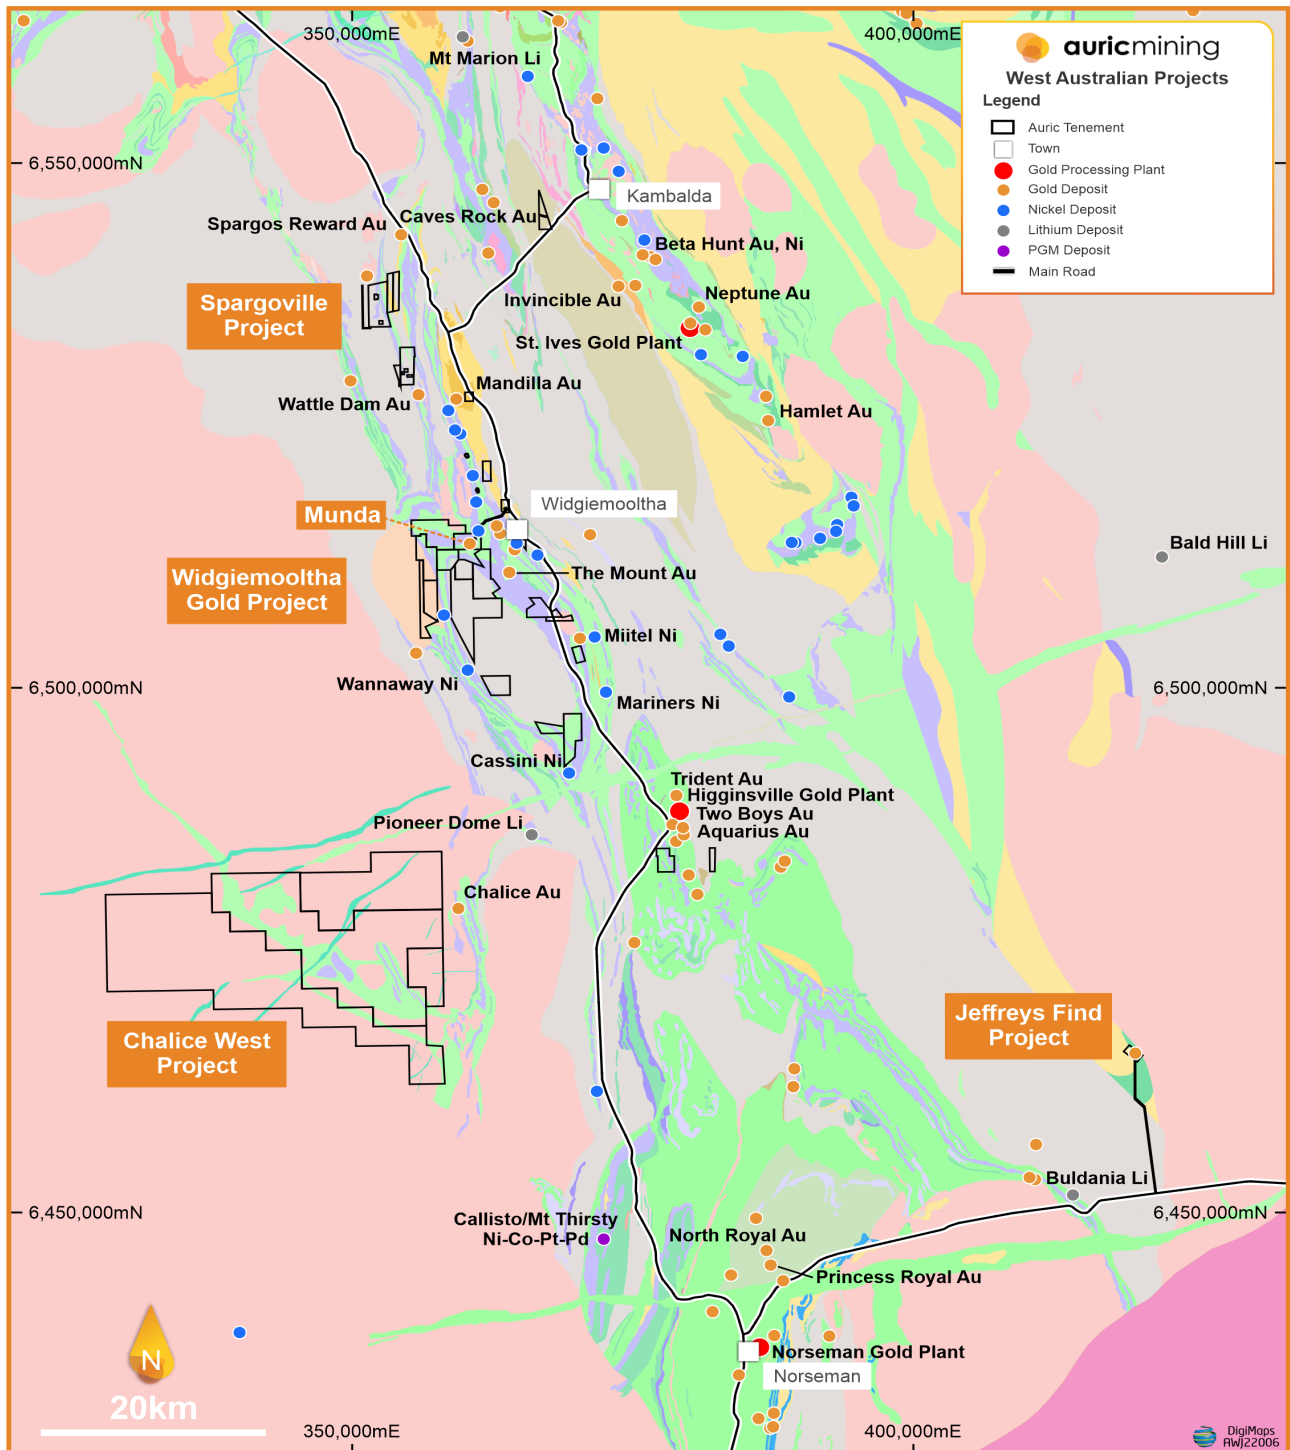 350,000mE
400,000mE
auricmining
West Australian Projects
Legend
Auric Tenement
Town
Gold Processing Plant
Gold Deposit
Nickel Deposit
Lithium Deposit
PGM Deposit
Main Road
Mt Marion Li
6,550,000mN
Kambalda
Caves Rock Au
Spargos Reward Au
Beta Hunt Au, Ni
Neptune Au
Invincible Au
Spargoville
Project
St. Ives Gold Plant
Mandilla Au
Wattle Dam Au
Hamlet Au
Widgiemooltha
Munda
Bald Hill Li
The Mount Au
Widgiemooltha
Gold Project
Miitel Ni
Wannaway Ni
6,500,000mN
6,500,000mN
Mariners Ni
Cassini Ni
Trident Au
Higginsville Gold Plant
Two Boys Au
Pioneer Dome Li
Aquarius Au
Chalice Au
Jeffreys Find
Project
Chalice West
Project
Buldania Li
6,450,000mN
6,450,000mN
Callisto/Mt Thirsty
Ni-Co-Pt-Pd
North Royal Au
Princess Royal Au
Norseman Gold Plant
Norseman
N
20km
350,000mE
400,000mE
DigiMaps
AWJ22006